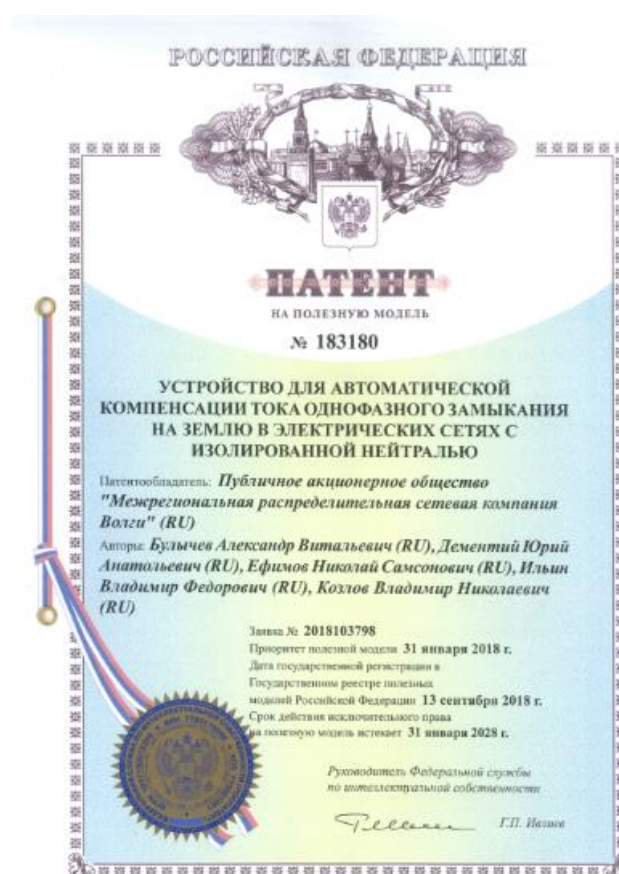 РОССИЙСКАЯ ФЕДЕРАЦИЯ
ПАТЕНТ
НА ПОЛЕЗНУЮ МОДЕЛЬ
№ 183180
УСТРОЙСТВО ДЛЯ АВТОМАТИЧЕСКОЙ
КОМПЕНСАЦИИ ТОКА ОДНОФАЗНОГО ЗАМЫКАНИЯ
НА ЗЕМЛЮ В ЭЛЕКТРИЧЕСКИХ СЕТЯХ С
ИЗОЛИРОВАННОЙ НЕЙТРАЛЬЮ
Патентообладатель: Публичное акционерное общество
"Межрегиональная распределительная сетевая компания
Волги" (RU)
Авторы: Булычев Александр Витальевич (RU), Дементий Юрий
Анатольевич (RU), Ефимов Николай Самсонович (RU), Ильин
Владимир Федорович (RU), Козлов Владимир Николаевич
(RU)
Заявка № 2018103798
Приоритет полезной модели 31 января 2018 г.
Дата государственной регистрации в
Государственном реестре полезных
моделей Российской Федерации 13 сентября 2018 г.
Срок действия исключительного права
на полезную модель истекает 31 января 2028 г.
Руководитель Федеральной службы
по интеллектуальной собственности
Г.П. Ивлиев